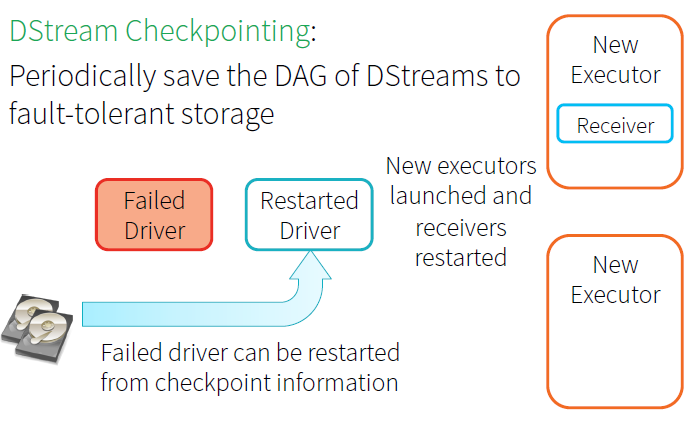 DStream Checkpointing:
Periodically save the DAG of DStreams to
fault-tolerant storage
Failed
Driver
Restarted
Driver
New executors
launched and
receivers
restarted
New
Executor
Receiver
New
Executor
Failed driver can be restarted
from checkpoint information